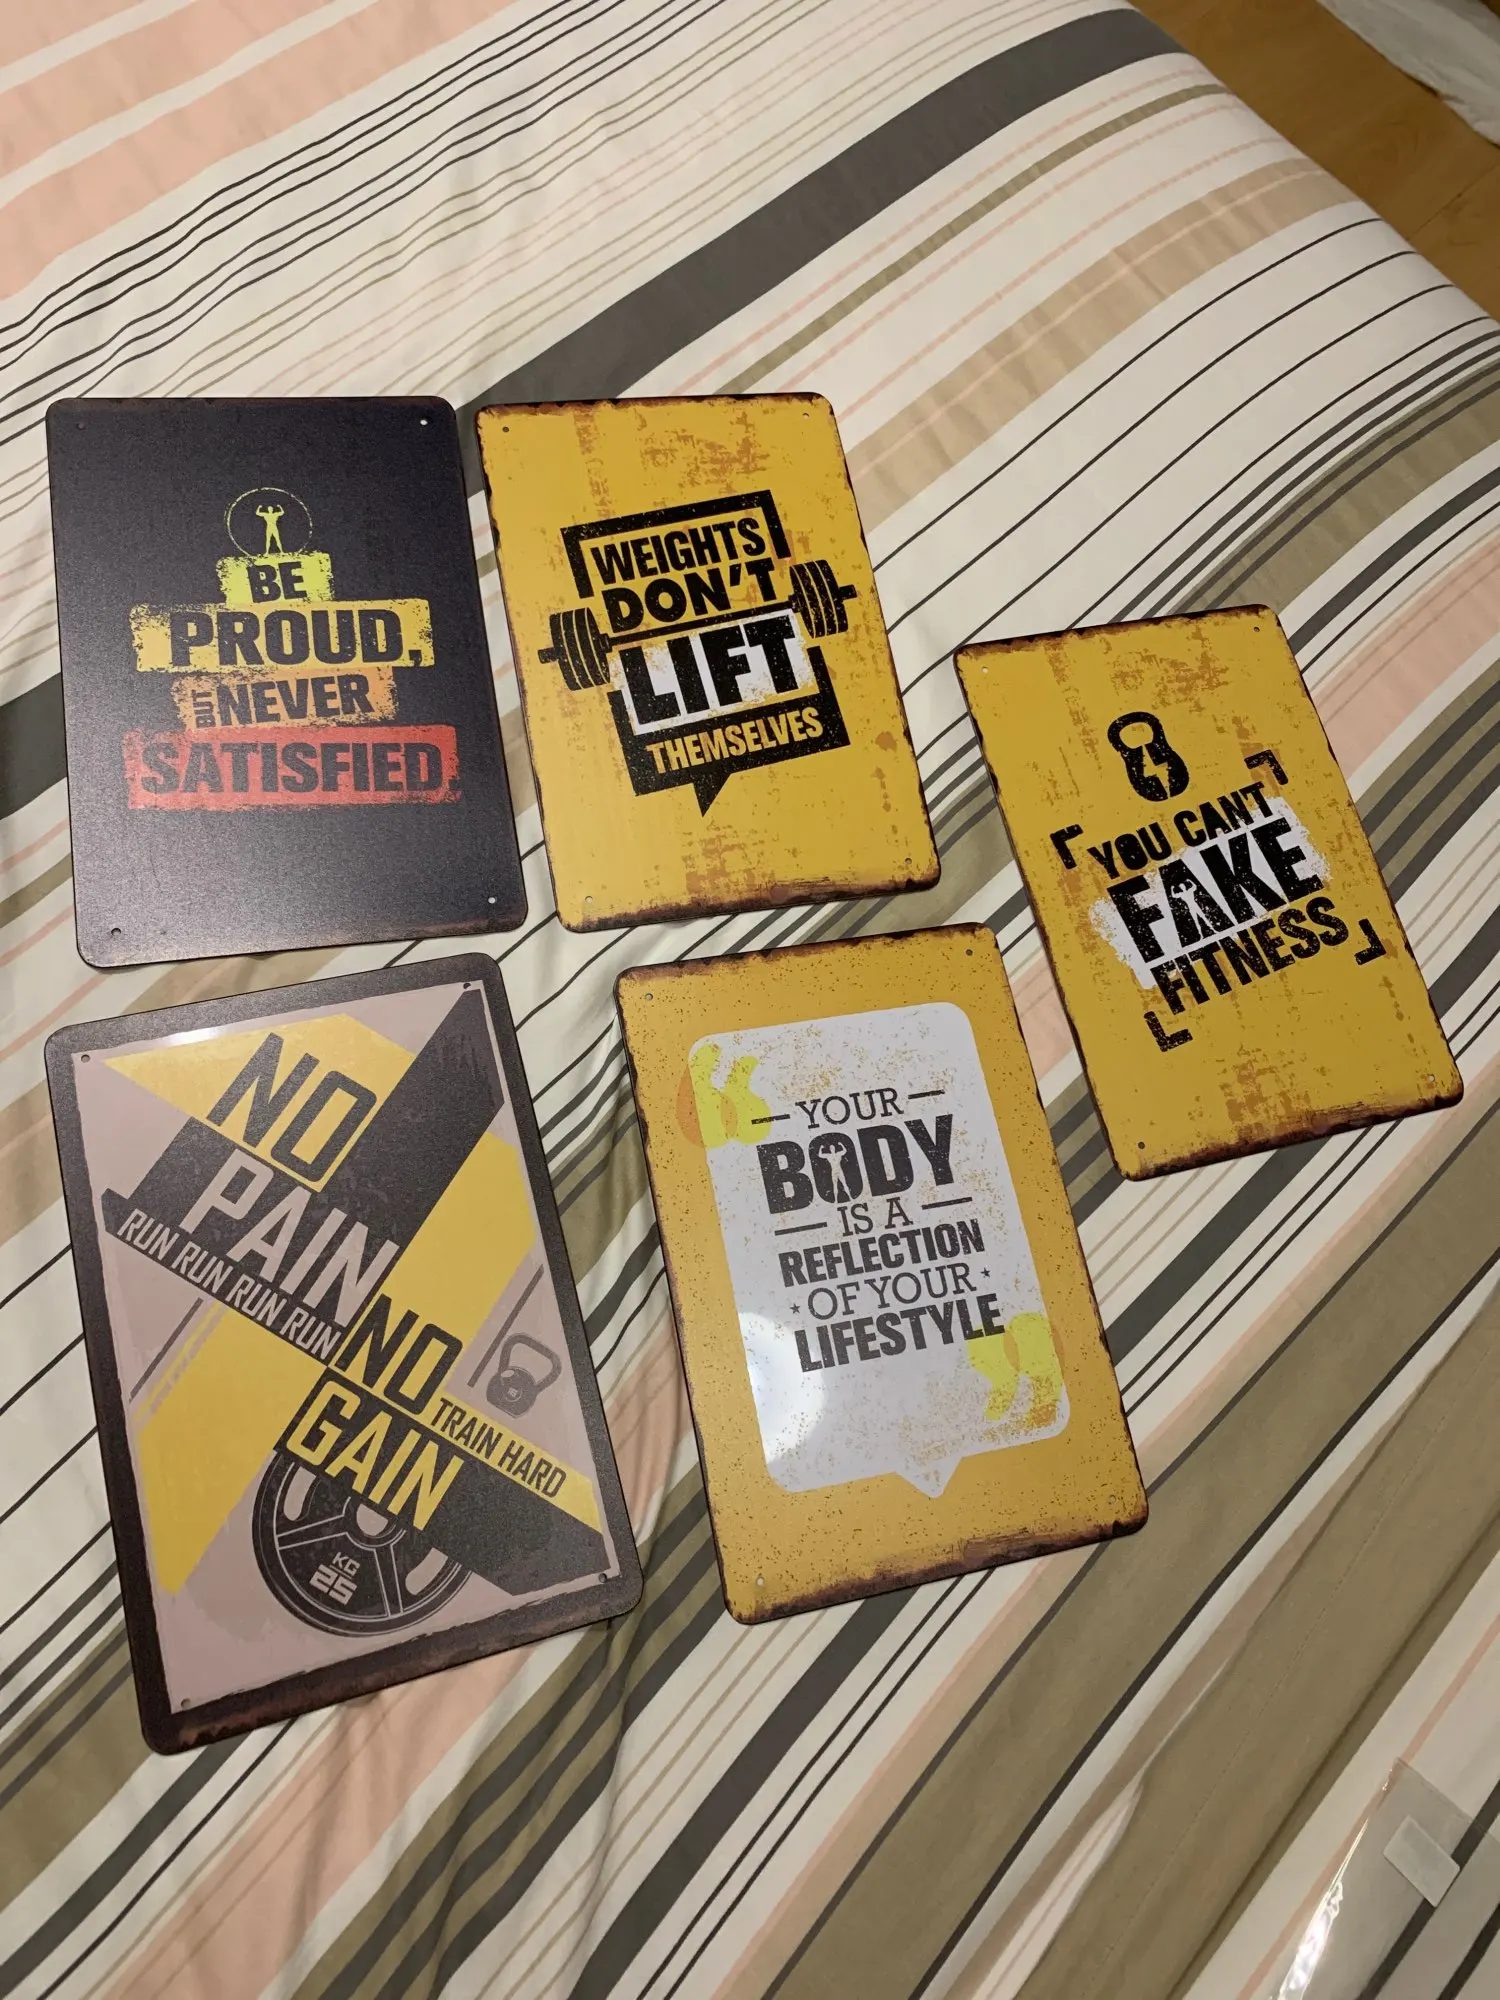 BE
PROUD,
BUT NEVER
SATISFIED.
WEIGHTS
DON'T
LIFT
THEMSELVES
YOU CANT
FAKE
FITNESS
NO
PAIN
RUN RUN RUN RUN
NO
GAIN
TRAIN HARD
KG
25
“
YOUR
BODY
IS A
REFLECTION
OF YOUR
LIFESTYLE
”